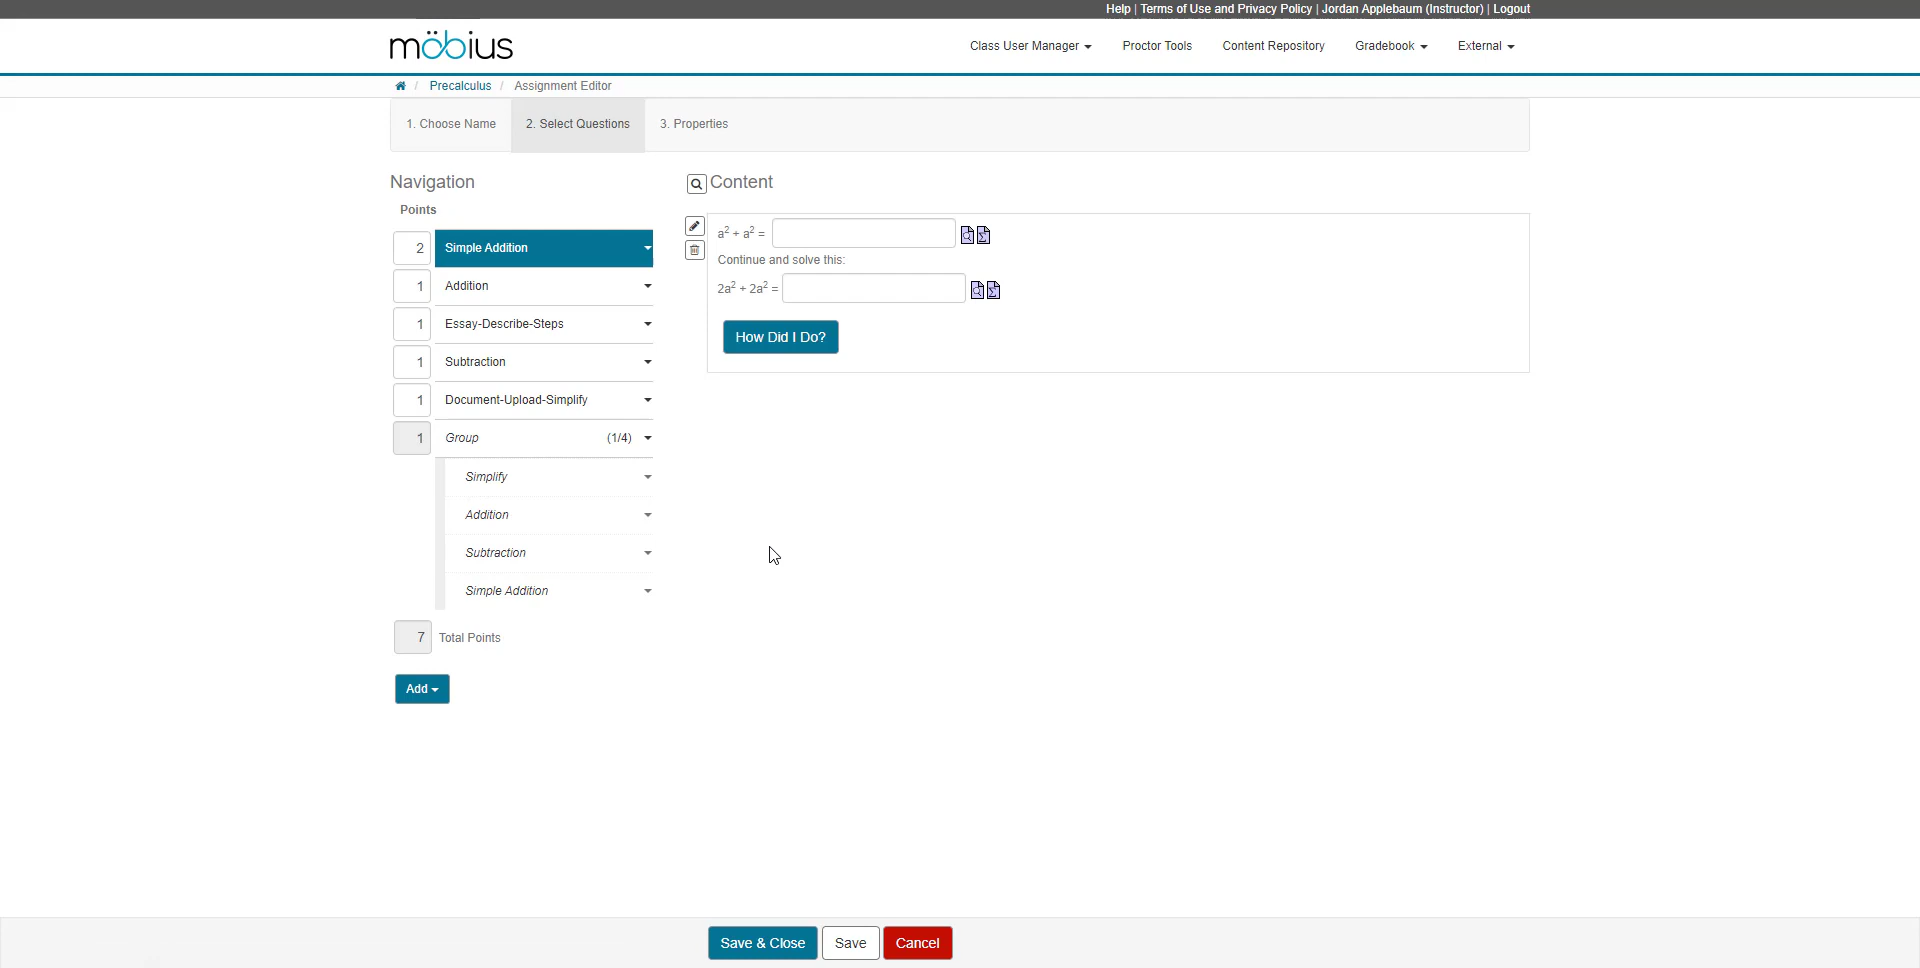 Help | Terms of Use and Privacy Policy | Jordan Applebaum (Instructor) | Logout
möbius
Class User Manager Proctor Tools Content Repository Gradebook External
/ Precalculus / Assignment Editor
1. Choose Name 2. Select Questions 3. Properties
Navigation
Points
2 Simple Addition
1 Addition
1 Essay-Describe-Steps
1 Subtraction
1 Document-Upload-Simplify
1 Group (1/4)
Simplify
Addition
Subtraction
Simple Addition
7 Total Points
Add
Content
a² + a² =
Continue and solve this:
2a² + 2a² =
How Did I Do?
Save & Close Save Cancel